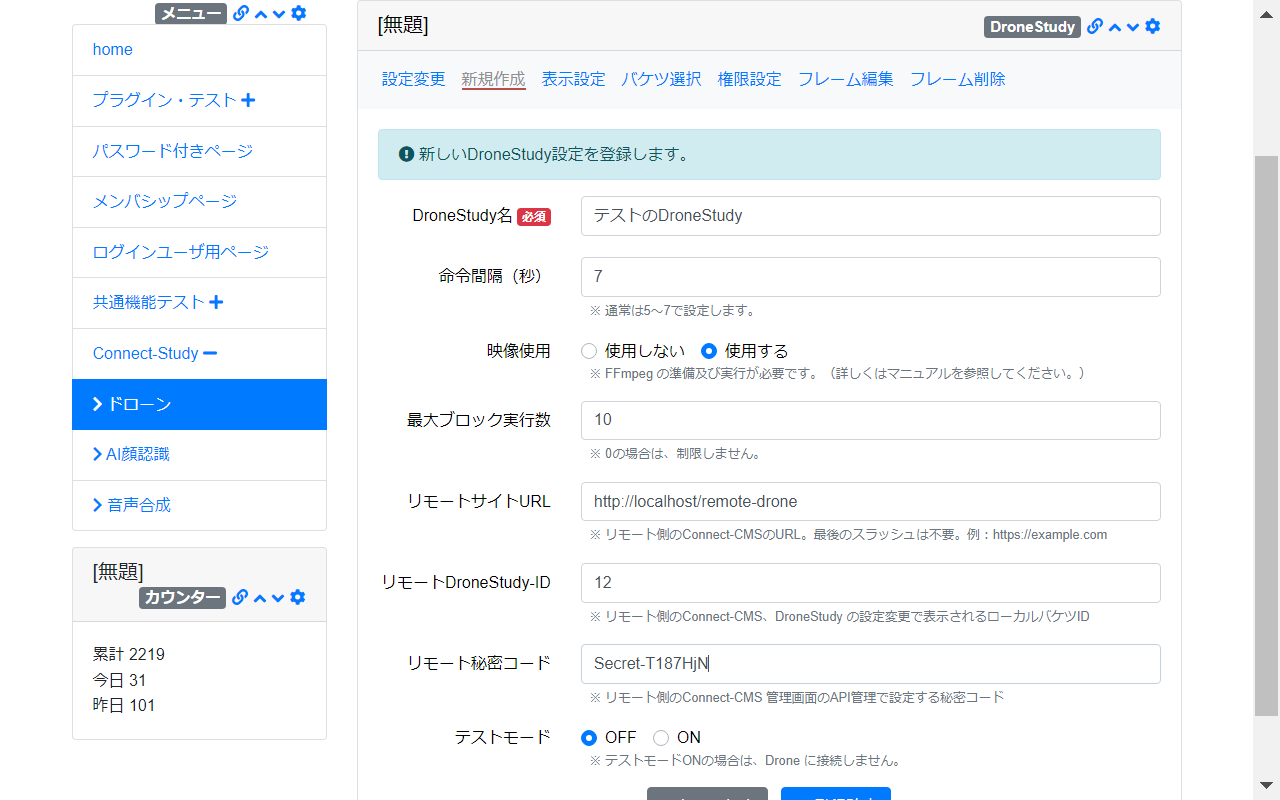 メニュー
home
プラグイン・テスト
パスワード付きページ
メンバシップページ
ログインユーザ用ページ
共通機能テスト
Connect-Study
ドローン
AI顔認識
音声合成
[無題]
カウンター
累計 2219
今日 31
昨日 101
[無題]
DroneStudy
設定変更 新規作成 表示設定 バケツ選択 権限設定 フレーム編集 フレーム削除
新しいDroneStudy設定を登録します。
DroneStudy名 必須 テストのDroneStudy
命令間隔（秒） 7
※ 通常は5～7で設定します。
映像使用 使用しない 使用する
※ FFmpeg の準備及び実行が必要です。（詳しくはマニュアルを参照してください。）
最大ブロック実行数 10
※ 0の場合は、制限しません。
リモートサイトURL http://localhost/remote-drone
※ リモート側のConnect-CMSのURL。最後のスラッシュは不要。例：https://example.com
リモートDroneStudy-ID 12
※ リモート側のConnect-CMS、DroneStudy の設定変更で表示されるローカルバケツID
リモート秘密コード Secret-T187HjN
※ リモート側のConnect-CMS 管理画面のAPI管理で設定する秘密コード
テストモード OFF ON
※ テストモードONの場合は、Drone に接続しません。